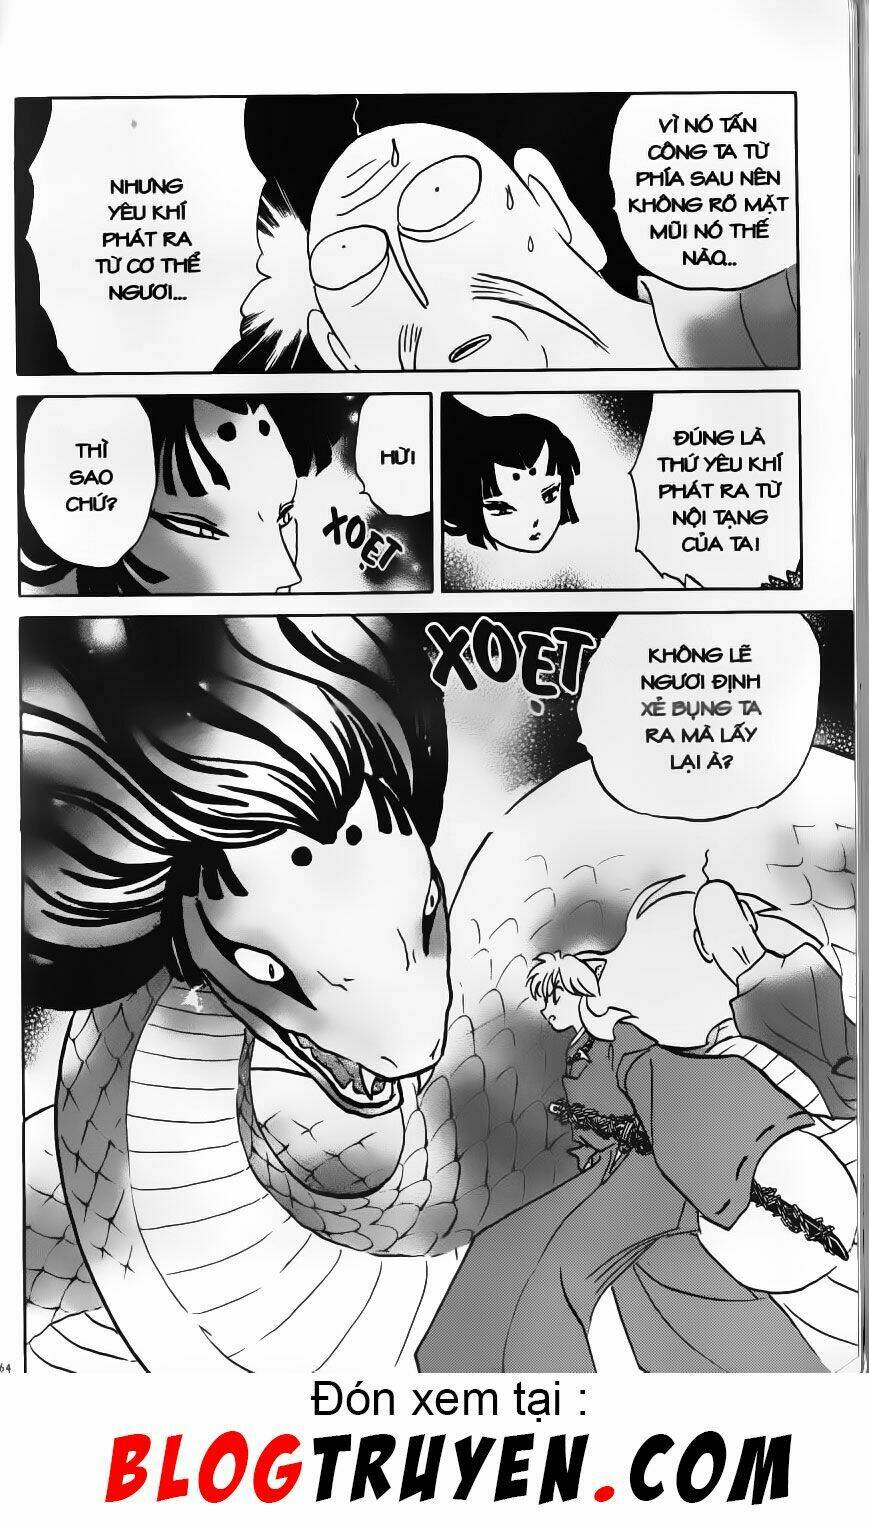 VÌ NÓ TẤN
CÔNG TA TỪ
PHÍA SAU NÊN
KHÔNG RÕ MẶT
MŨI NÓ THẾ
NÀO...
NHƯNG
YÊU KHÍ
PHÁT RA
TỪ CƠ THỂ
NGƯƠI...
ĐÚNG LÀ
THỨ YÊU KHÍ
PHÁT RA TỪ
NỘI TẠNG
CỦA TA!
HỪ!
THÌ
SAO
CHỨ?
XOẸT
XOẸT
KHÔNG LẼ
NGƯƠI ĐỊNH
XẺ BỤNG TA
RA MÀ LẤY
LẠI À?
64
Đón xem tại :
BLOGTRUYEN.COM